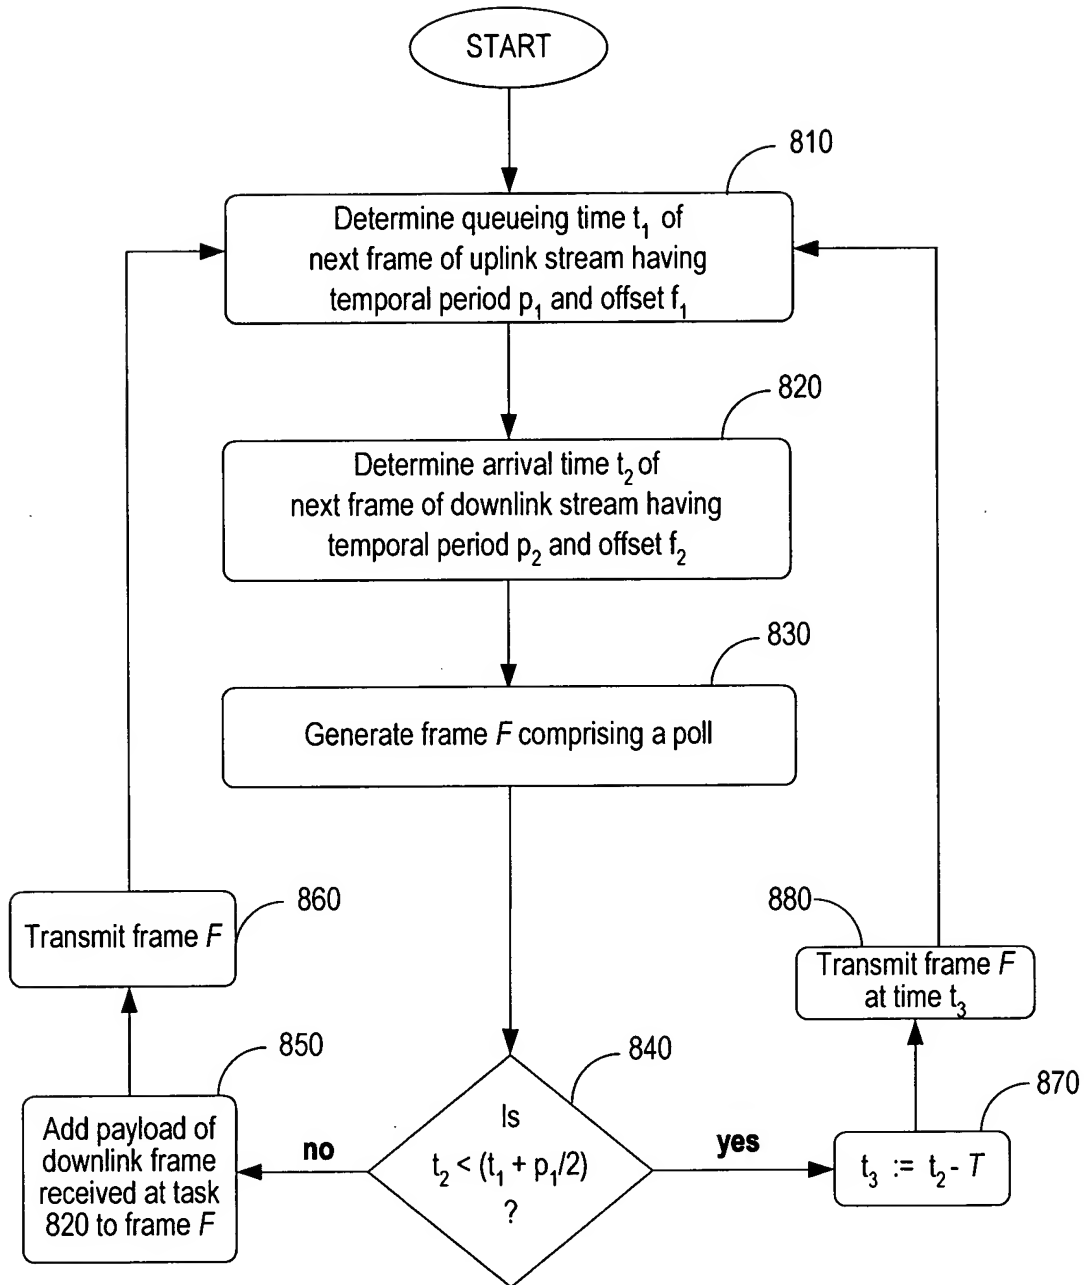 START
810
Determine queueing time t₁ of
next frame of uplink stream having
temporal period p₁ and offset f₁
820
Determine arrival time t₂ of
next frame of downlink stream having
temporal period p₂ and offset f₂
830
Generate frame F comprising a poll
860
Transmit frame F
880
Transmit frame F
at time t₃
850
Add payload of
downlink frame
received at task
820 to frame F
no
840
Is
t₂ < (t₁ + p₁/2)
?
yes
870
t₃ := t₂ - T